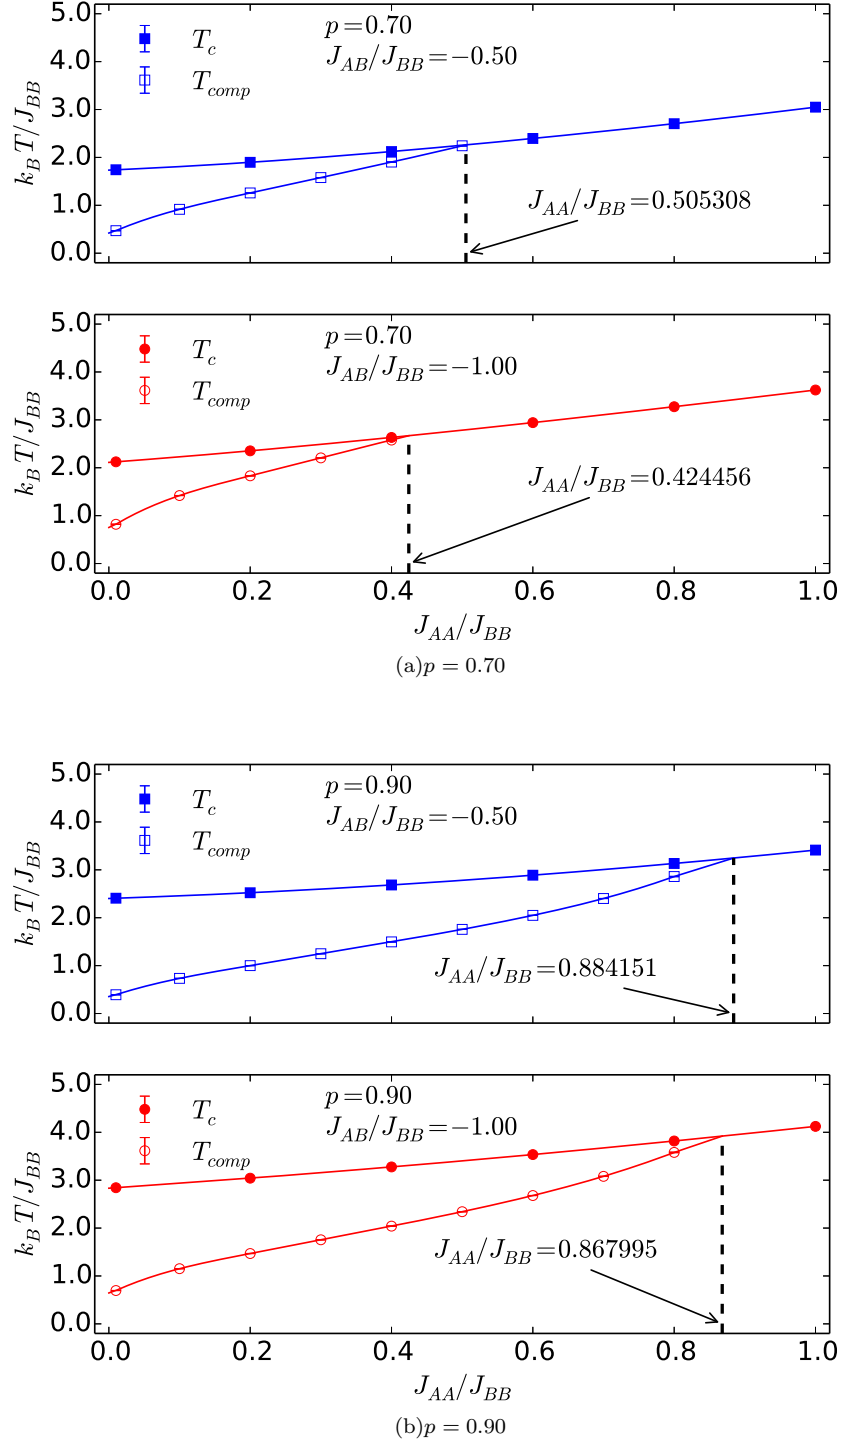 5.0
4.0
3.0
2.0
1.0
0.0
k_B T/J_BB
T_c
T_comp
p=0.70
J_AB/J_BB=−0.50
J_AA/J_BB=0.505308
5.0
4.0
3.0
2.0
1.0
0.0
k_B T/J_BB
T_c
T_comp
p=0.70
J_AB/J_BB=−1.00
J_AA/J_BB=0.424456
0.0 0.2 0.4 0.6 0.8 1.0
J_AA/J_BB
(a)p = 0.70
5.0
4.0
3.0
2.0
1.0
0.0
k_B T/J_BB
T_c
T_comp
p=0.90
J_AB/J_BB=−0.50
J_AA/J_BB=0.884151
5.0
4.0
3.0
2.0
1.0
0.0
k_B T/J_BB
T_c
T_comp
p=0.90
J_AB/J_BB=−1.00
J_AA/J_BB=0.867995
0.0 0.2 0.4 0.6 0.8 1.0
J_AA/J_BB
(b)p = 0.90